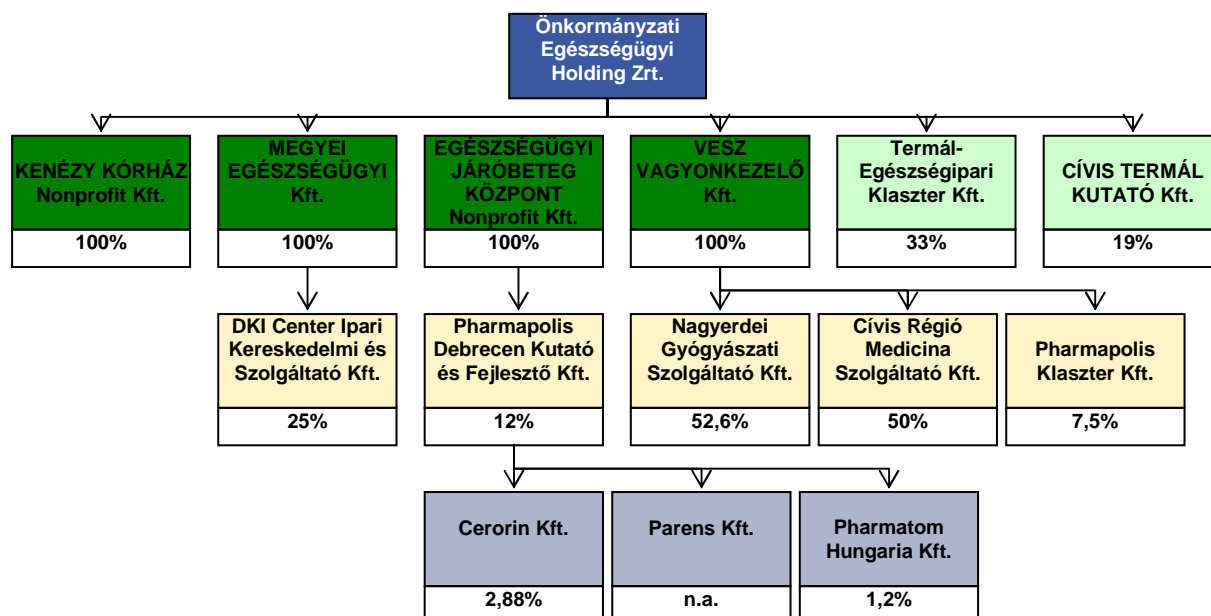 Önkormányzati
Egészségügyi
Holding Zrt.
KENÉZY KÓRHÁZ
Nonprofit Kft.
100%
MEGYEI
EGÉSZSÉGÜGYI
Kft.
100%
EGÉSZSÉGÜGYI
JÁRÓBETEG
KÖZPONT
Nonprofit Kft.
100%
VESZ
VAGYONKEZELŐ
Kft.
100%
Termál-
Egészségipari
Klaszter Kft.
33%
CÍVIS TERMÁL
KUTATÓ Kft.
19%
DKI Center Ipari
Kereskedelmi és
Szolgáltató Kft.
25%
Pharmapolis
Debrecen Kutató
és Fejlesztő Kft.
12%
Nagyerdei
Gyógyászati
Szolgáltató Kft.
52,6%
Cívis Régió
Medicina
Szolgáltató Kft.
50%
Pharmapolis
Klaszter Kft.
7,5%
Cerorin Kft.
2,88%
Parens Kft.
n.a.
Pharmatom
Hungaria Kft.
1,2%